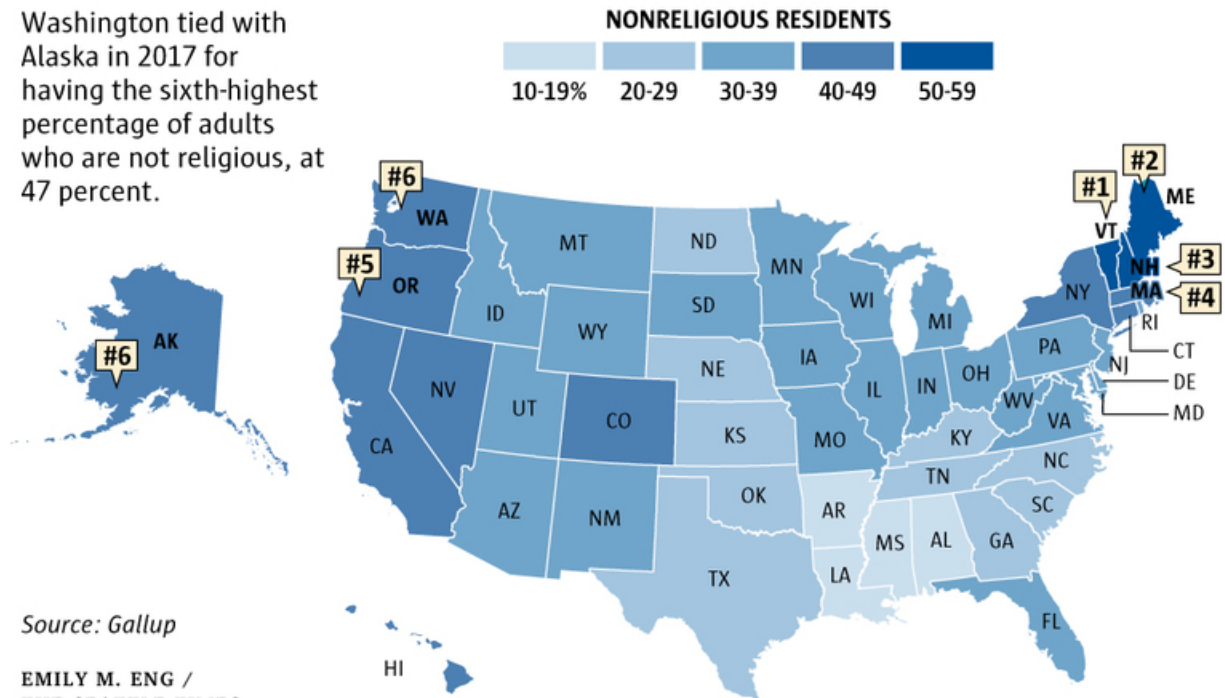 Washington tied with
Alaska in 2017 for
having the sixth-highest
percentage of adults
who are not religious, at
47 percent.
NONRELIGIOUS RESIDENTS
10-19% 20-29 30-39 40-49 50-59
#6
WA
#5
OR
#6
AK
#1
VT
#2
ME
NH
#3
MA
#4
MT
ND
MN
ID
WY
SD
WI
MI
NY
RI
CT
NJ
DE
MD
PA
NV
UT
CO
NE
IA
IL
IN
OH
WV
VA
CA
KS
MO
KY
NC
TN
AZ
NM
OK
AR
SC
MS
AL
GA
TX
LA
FL
HI
Source: Gallup
EMILY M. ENG /
THE SEATTLE TIMES